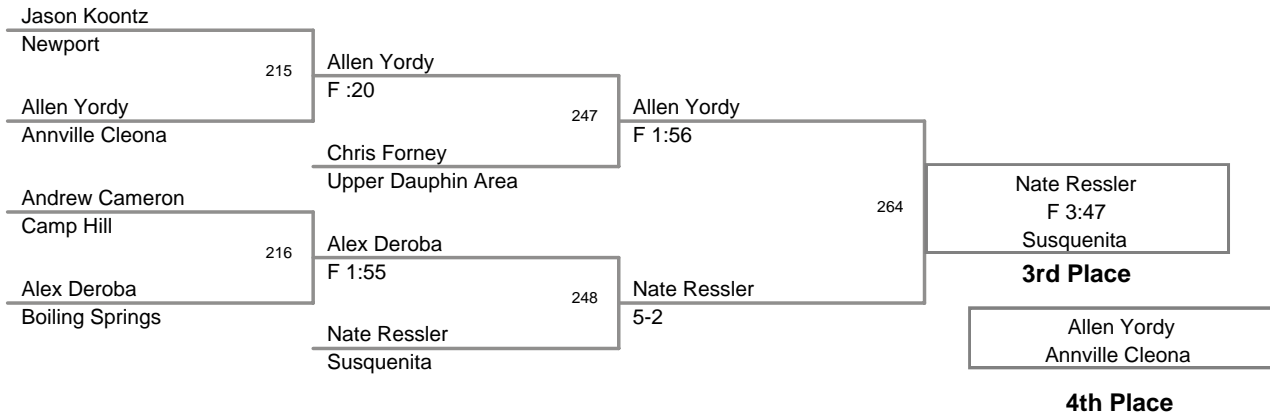 Jason Koontz
Newport
215
Allen Yordy
F :20
Allen Yordy
Annville Cleona
247
Allen Yordy
F 1:56
Chris Forney
Upper Dauphin Area
Andrew Cameron
Camp Hill
264
Nate Ressler
F 3:47
Susquenita
3rd Place
216
Alex Deroba
F 1:55
Alex Deroba
Boiling Springs
248
Nate Ressler
5-2
Nate Ressler
Susquenita
Allen Yordy
Annville Cleona
4th Place